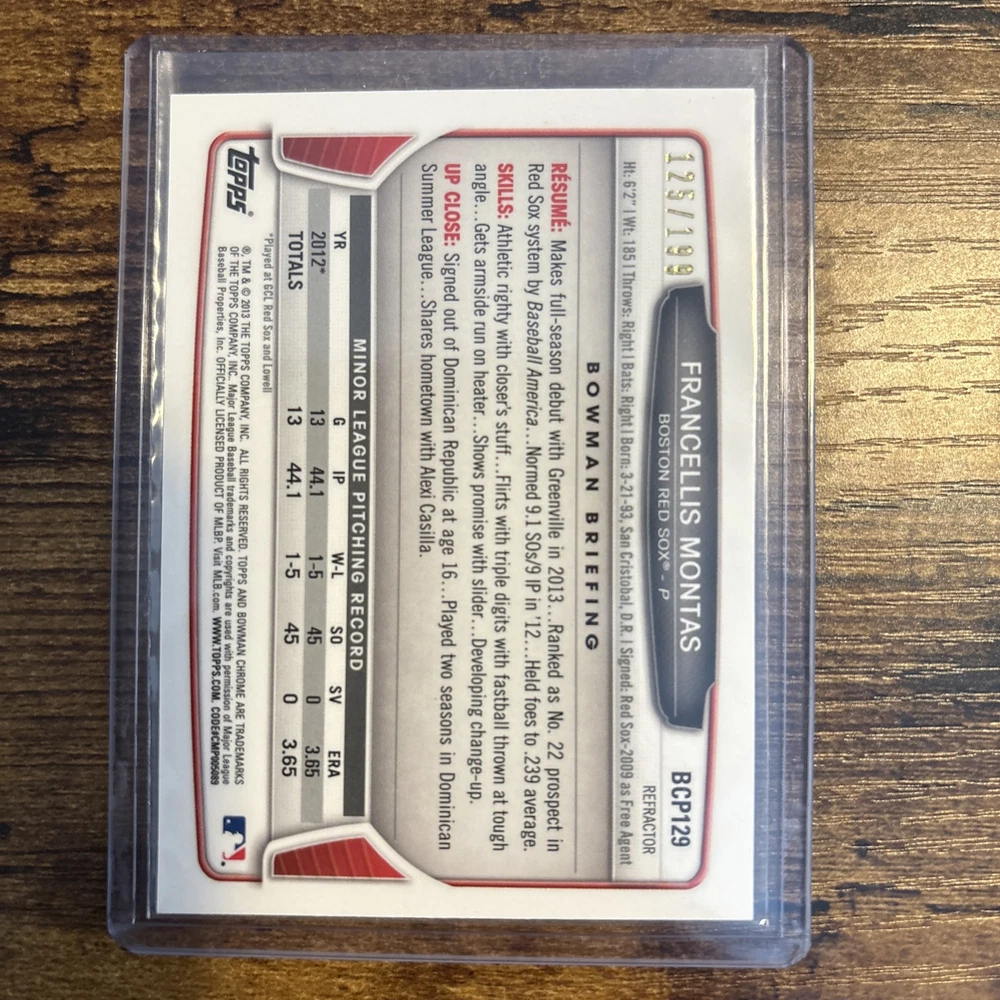 125/199
FRANCELLIS MONTAS
BOSTON RED SOX® - P
BCP129
REFRACTOR
Ht: 6'2" | Wt: 185 | Throws: Right | Bats: Right | Born: 3-21-93, San Cristobal, D.R. | Signed: Red Sox-2009 as Free Agent
BOWMAN BRIEFING
RÉSUMÉ: Makes full-season debut with Greenville in 2013...Ranked as No. 22 prospect in
Red Sox system by Baseball America...Normed 9.1 SOs/9 IP in '12...Held foes to .239 average.
SKILLS: Athletic righty with closer's stuff...Flirts with triple digits with fastball thrown at tough
angle...Gets armside run on heater...Shows promise with slider...Developing change-up.
UP CLOSE: Signed out of Dominican Republic at age 16...Played two seasons in Dominican
Summer League...Shares hometown with Alexi Casilla.
MINOR LEAGUE PITCHING RECORD
YR G IP W-L SO SV ERA
2012* 13 44.1 1-5 45 0 3.65
TOTALS 13 44.1 1-5 45 0 3.65
*Played at GCL Red Sox and Lowell
®, TM & © 2013 THE TOPPS COMPANY, INC. ALL RIGHTS RESERVED. TOPPS AND BOWMAN CHROME ARE TRADEMARKS
OF THE TOPPS COMPANY, INC. Major League Baseball trademarks and copyrights are used with permission of Major League
Baseball Properties, Inc. OFFICIALLY LICENSED PRODUCT OF MLBP. Visit MLB.com. WWW.TOPPS.COM. CODE#CMP005089
topps®